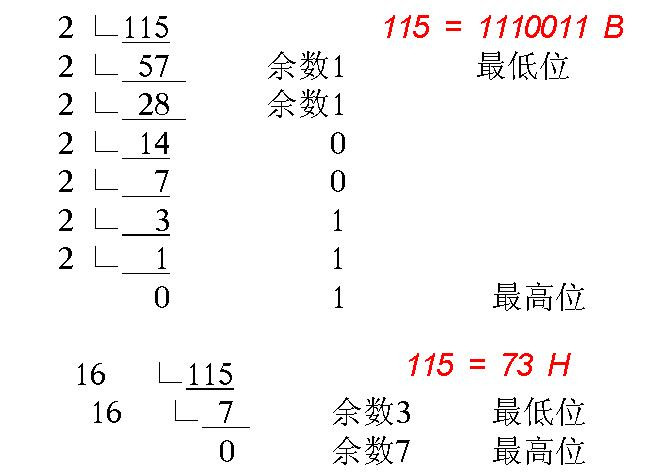 2 115 115 = 1110011 B
2 57 余数1 最低位
2 28 余数1
2 14 0
2 7 0
2 3 1
2 1 1
0 1 最高位
16 115 115 = 73 H
16 7 余数3 最低位
0 余数7 最高位